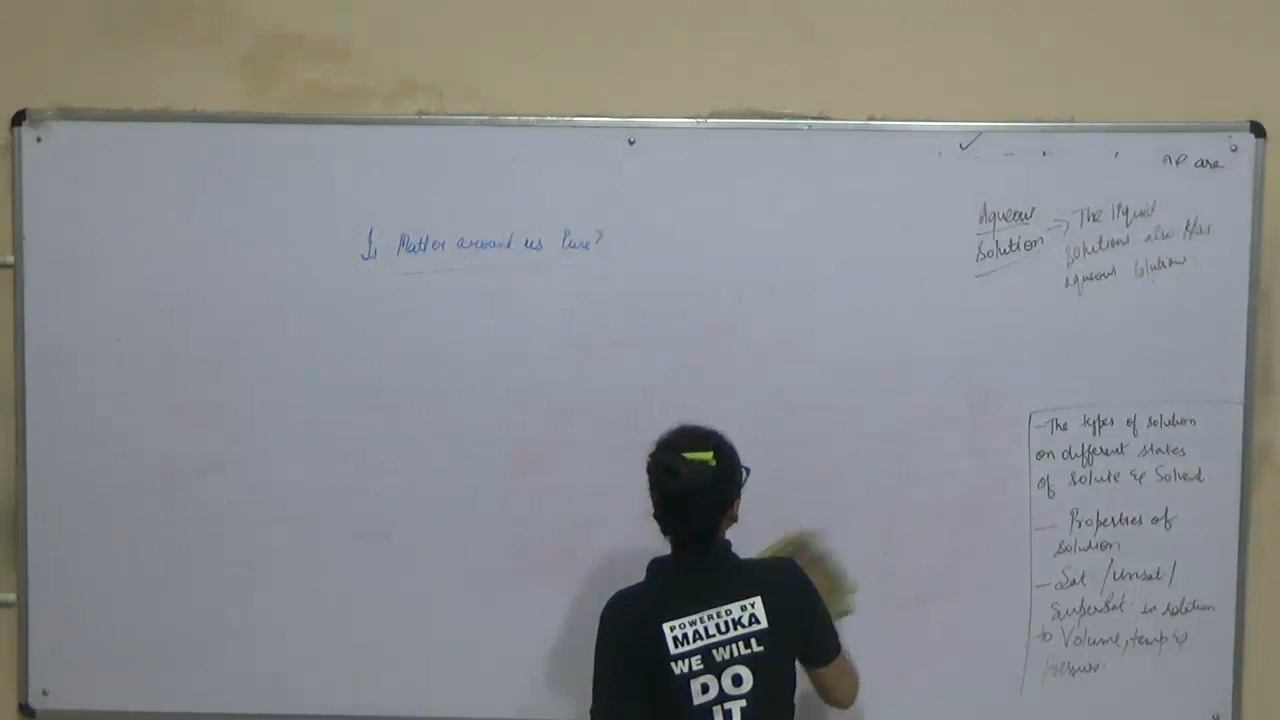 are
Is Matter around us Pure?
Aqueous
Solution → The liquid
Solutions also
aqueous solution
- The types of solution
on different states
of solute & Solvent
- Properties of
solution
- Sat / Unsat /
SuperSat in solution
to Volume, temp &
Pressure
POWERED BY
MALUKA
WE WILL
DO
IT